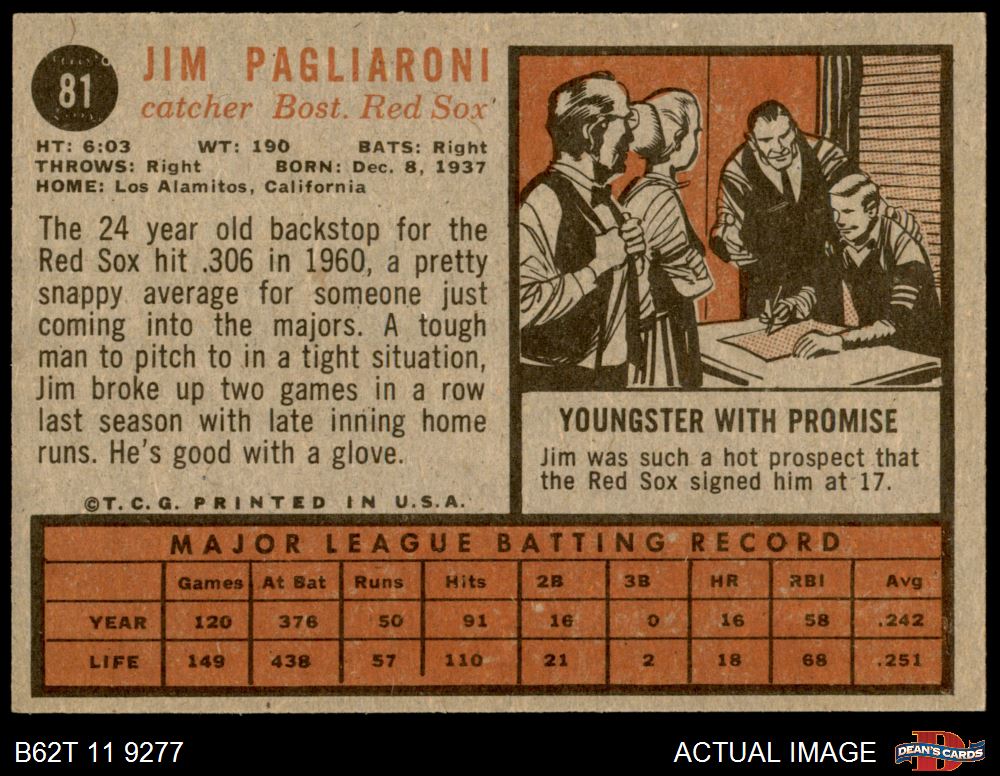 81
JIM PAGLIARONI
catcher Bost. Red Sox
HT: 6:03 WT: 190 BATS: Right
THROWS: Right BORN: Dec. 8, 1937
HOME: Los Alamitos, California
The 24 year old backstop for the
Red Sox hit .306 in 1960, a pretty
snappy average for someone just
coming into the majors. A tough
man to pitch to in a tight situation,
Jim broke up two games in a row
last season with late inning home
runs. He's good with a glove.
©T.C.G. PRINTED IN U.S.A.
YOUNGSTER WITH PROMISE
Jim was such a hot prospect that
the Red Sox signed him at 17.
MAJOR LEAGUE BATTING RECORD
Games At Bat Runs Hits 2B 3B HR RBI Avg
YEAR 120 376 50 91 16 0 16 58 .242
LIFE 149 438 57 110 21 2 18 68 .251
B62T 11 9277
ACTUAL IMAGE
D
DEAN'S CARDS